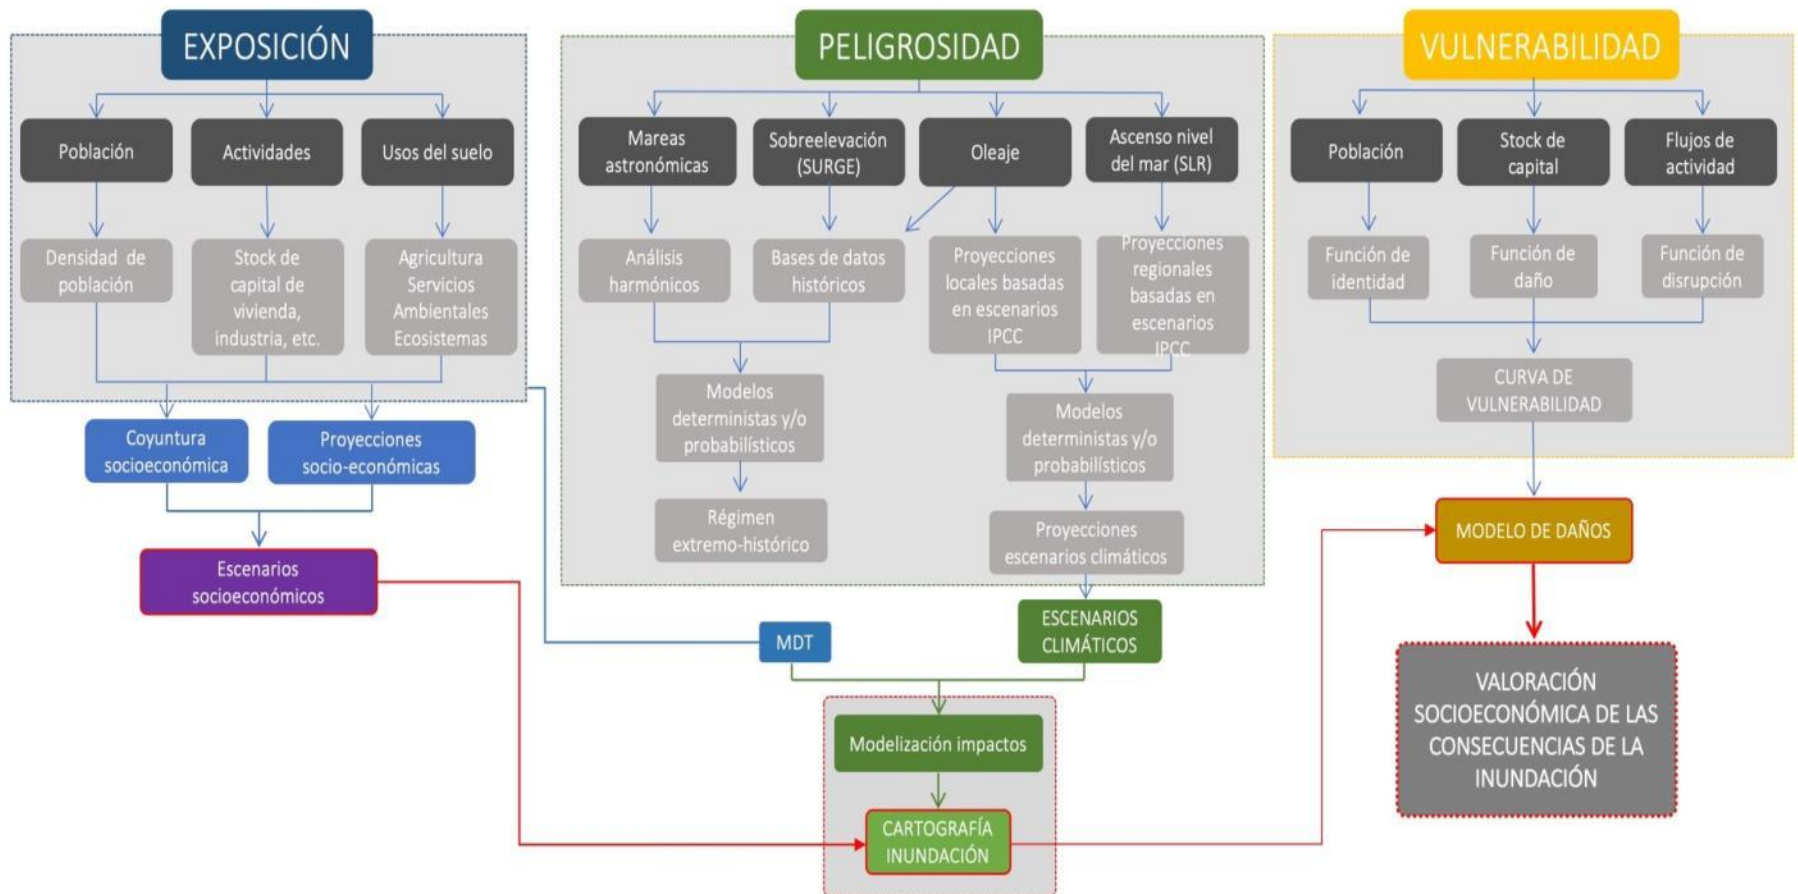 EXPOSICIÓN
Población
Actividades
Usos del suelo
Densidad de
población
Stock de
capital de
vivienda,
industria, etc.
Agricultura
Servicios
Ambientales
Ecosistemas
Coyuntura
socioeconómica
Proyecciones
socio-económicas
Escenarios
socioeconómicos
PELIGROSIDAD
Mareas
astronómicas
Sobreelevación
(SURGE)
Oleaje
Ascenso nivel
del mar (SLR)
Análisis
harmónicos
Bases de datos
históricos
Proyecciones
locales basadas
en escenarios
IPCC
Proyecciones
regionales
basadas en
escenarios
IPCC
Modelos
deterministas y/o
probabilísticos
Modelos
deterministas y/o
probabilísticos
Régimen
extremo-histórico
Proyecciones
escenarios climáticos
MDT
ESCENARIOS
CLIMÁTICOS
Modelización impactos
CARTOGRAFÍA
INUNDACIÓN
VULNERABILIDAD
Población
Stock de
capital
Flujos de
actividad
Función de
identidad
Función de
daño
Función de
disrupción
CURVA DE
VULNERABILIDAD
MODELO DE DAÑOS
VALORACIÓN
SOCIOECONÓMICA DE LAS
CONSECUENCIAS DE LA
INUNDACIÓN